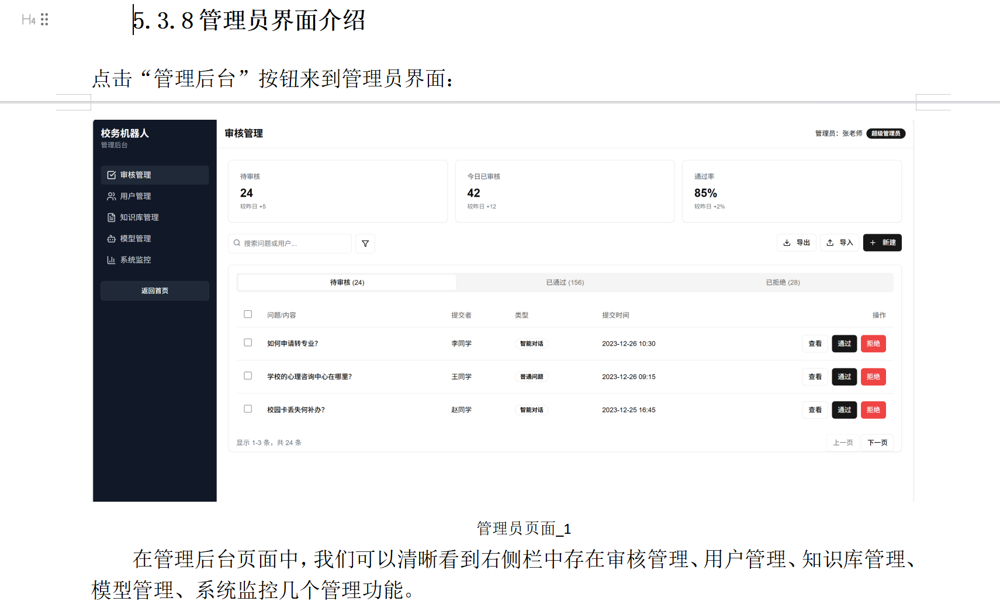 H4
5.3.8管理员界面介绍
点击“管理后台”按钮来到管理员界面：
校务机器人
管理后台
审核管理
用户管理
知识库管理
模型管理
系统监控
返回首页
审核管理
管理员：张老师 超级管理员
待审核
24
较昨日 +5
今日已审核
42
较昨日 +12
通过率
85%
较昨日 +2%
搜索问题或用户...
导出 导入 新建
待审核 (24) 已通过 (156) 已拒绝 (28)
问题/内容 提交者 类型 提交时间 操作
如何申请转专业？ 李同学 智能对话 2023-12-26 10:30 查看 通过 拒绝
学校的心理咨询中心在哪里？ 王同学 普通问题 2023-12-26 09:15 查看 通过 拒绝
校园卡丢失何补办？ 赵同学 智能对话 2023-12-25 16:45 查看 通过 拒绝
显示 1-3 条，共 24 条 上一页 下一页
管理员页面_1
在管理后台页面中，我们可以清晰看到右侧栏中存在审核管理、用户管理、知识库管理、
模型管理、系统监控几个管理功能。